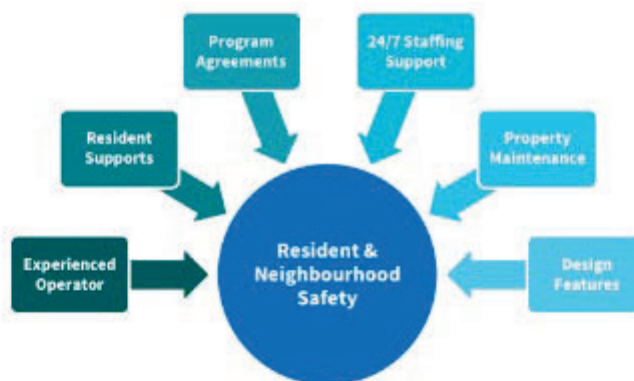 Program
Agreements
24/7 Staffing
Support
Resident
Supports
Property
Maintenance
Experienced
Operator
Resident &
Neighbourhood
Safety
Design
Features